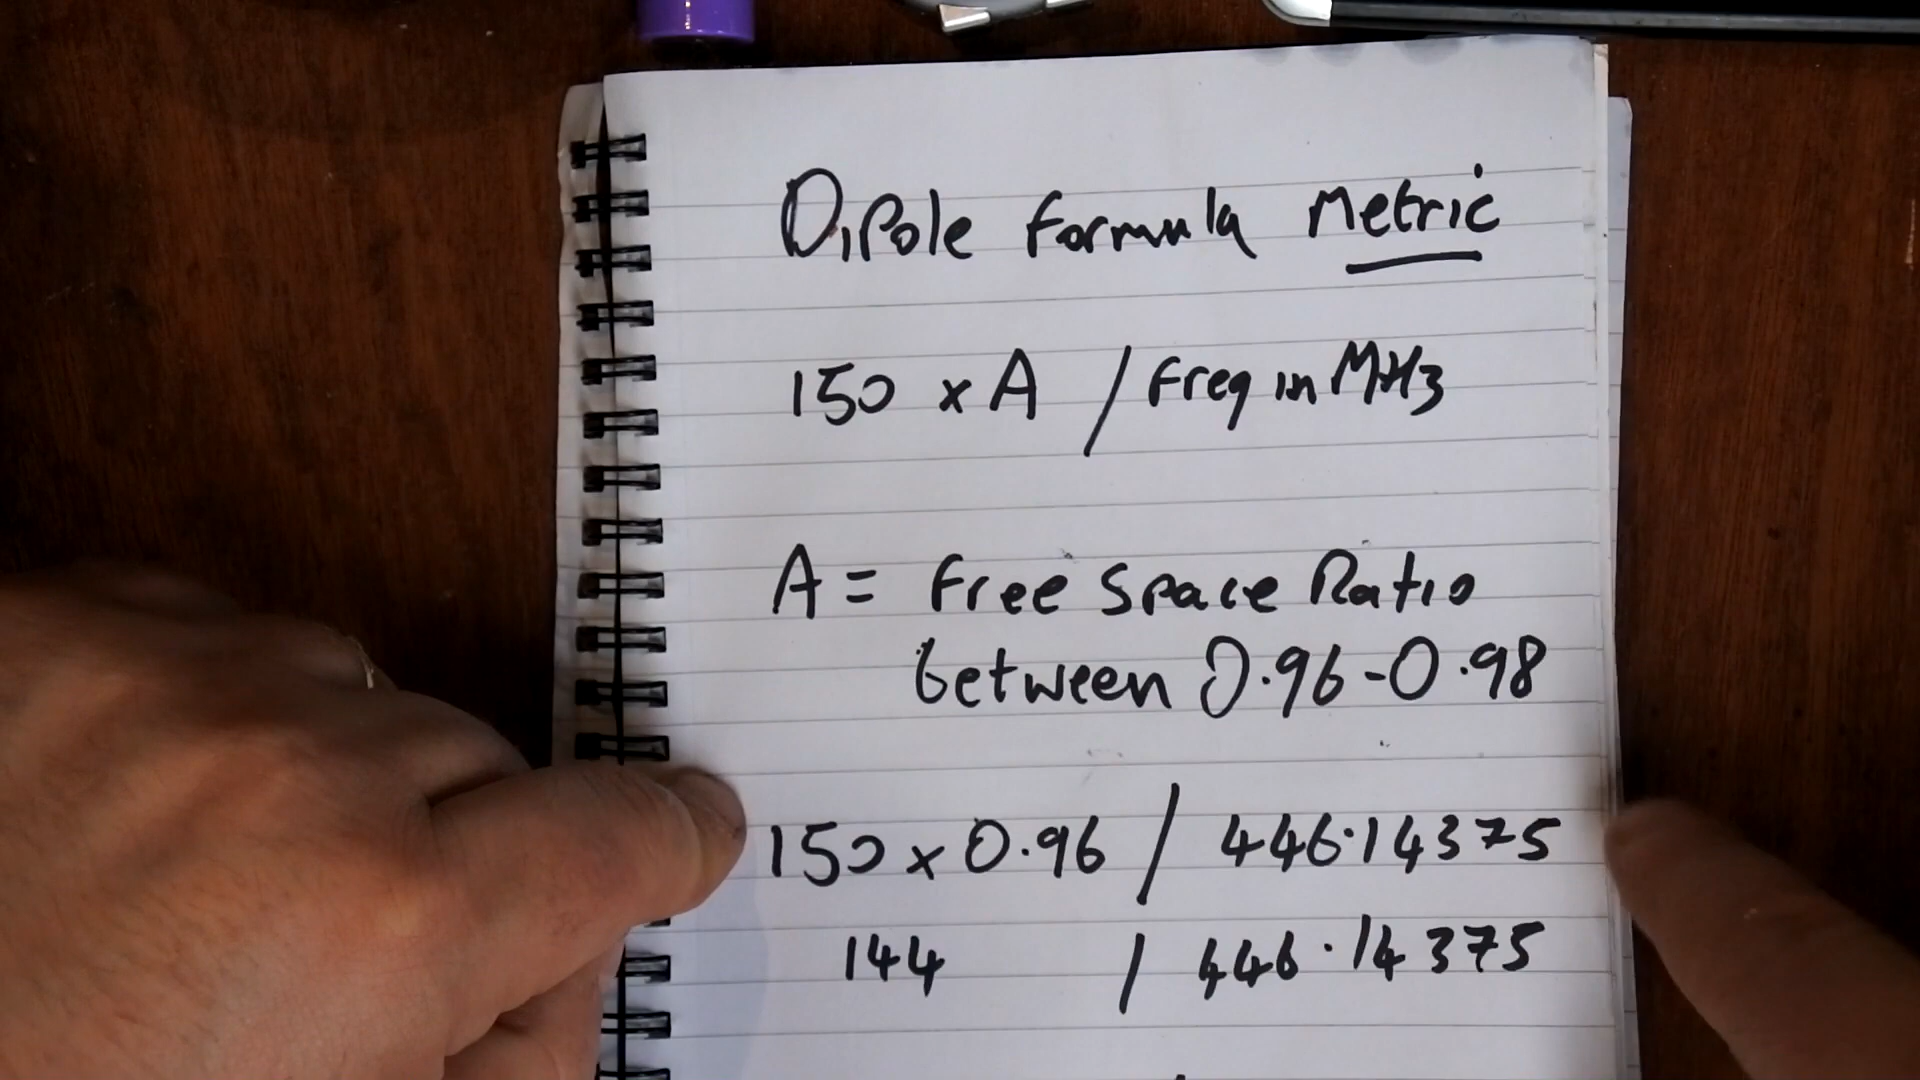 Dipole formula Metric
150 x A / Freq in MHz
A = Free Space Ratio
between 0.96-0.98
150 x 0.96 / 446.14375
144 / 446.14375